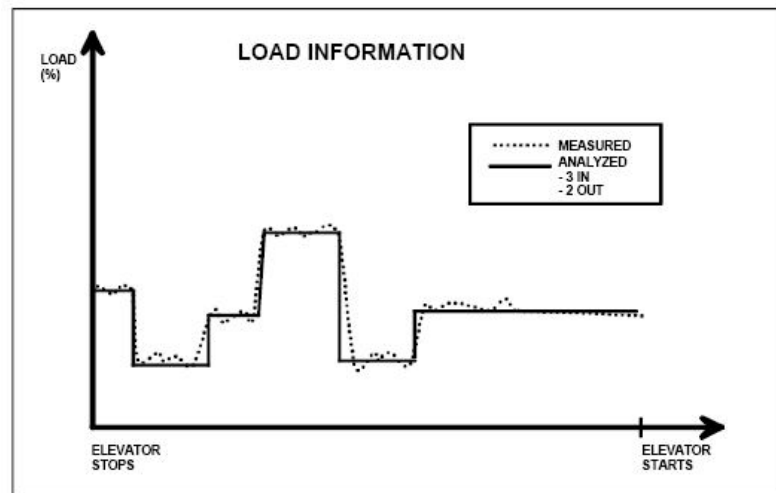 LOAD INFORMATION
LOAD
(%)
MEASURED
ANALYZED
- 3 IN
- 2 OUT
ELEVATOR
STOPS
ELEVATOR
STARTS